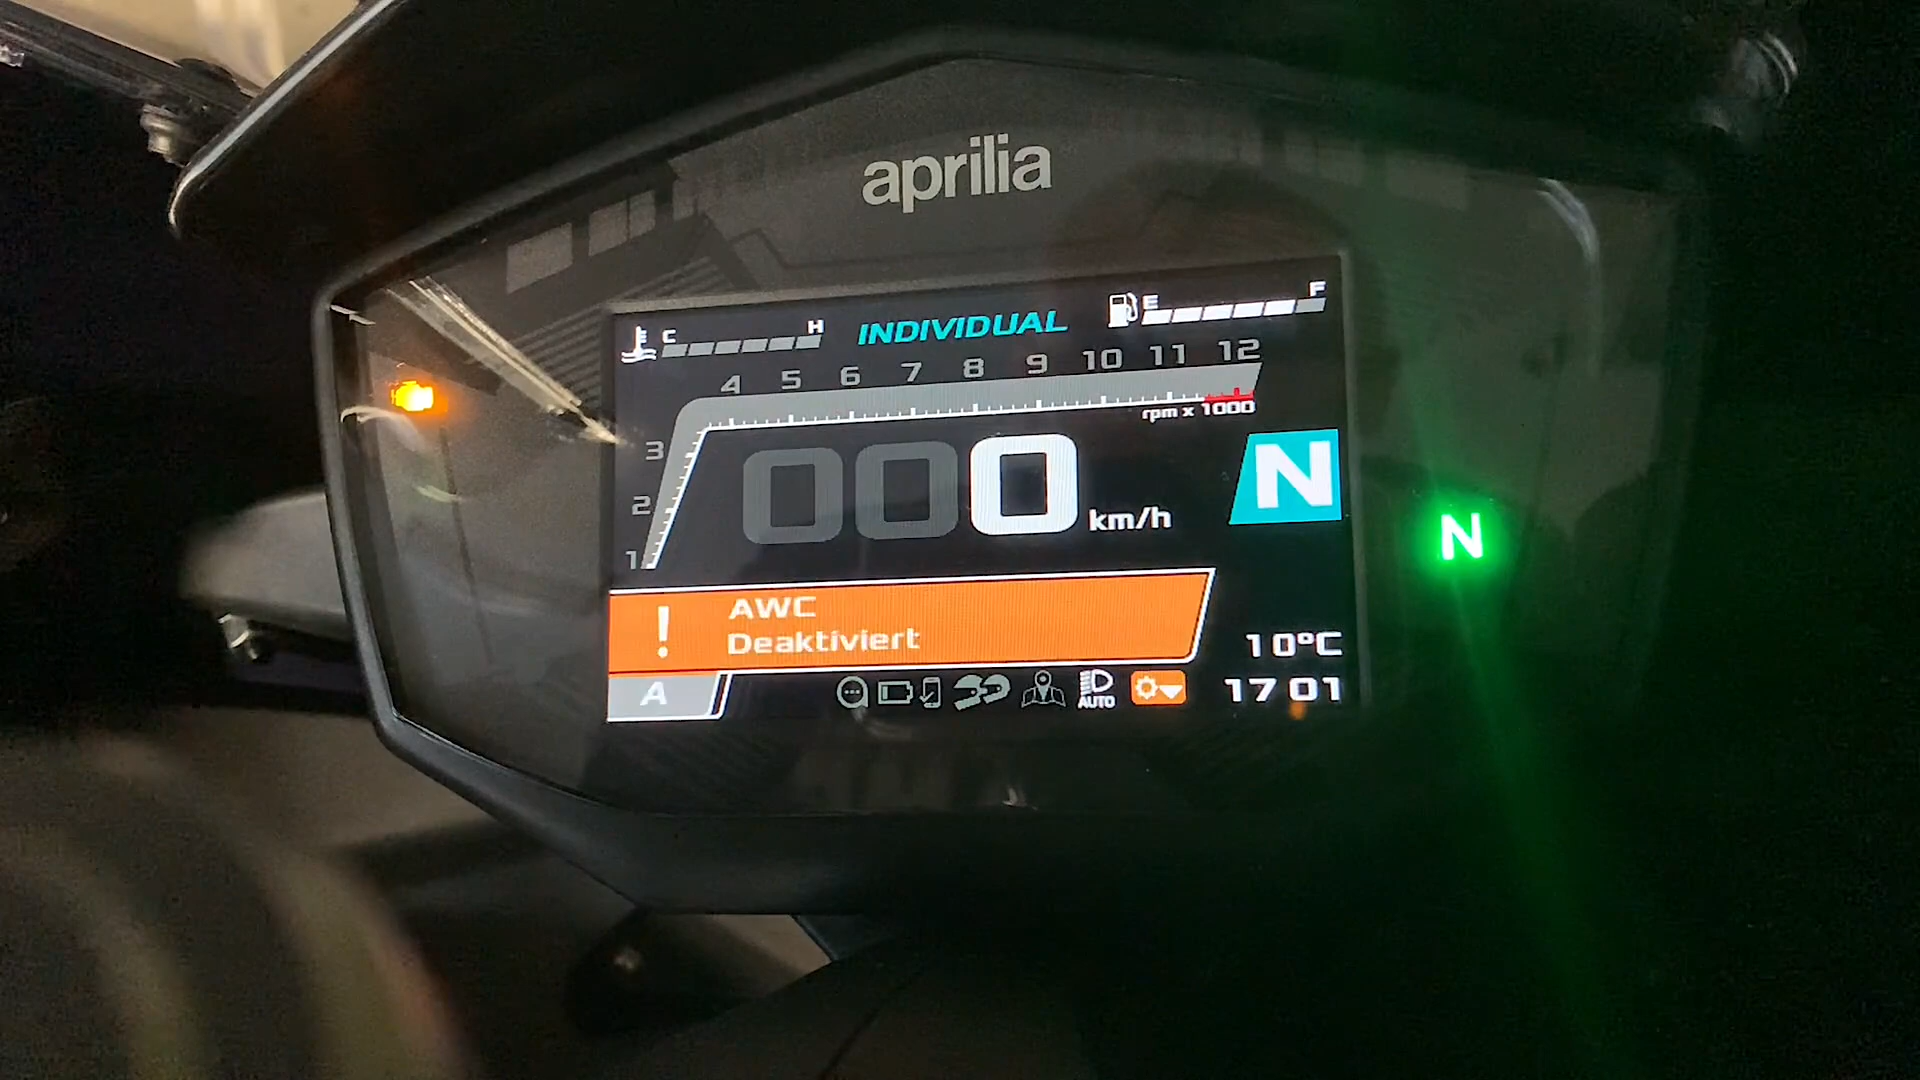 aprilia
C H INDIVIDUAL E F
4 5 6 7 8 9 10 11 12
rpm x 1000
3
2
1
000 km/h N
N
! AWC
Deaktiviert
10°C
A AUTO 17 01